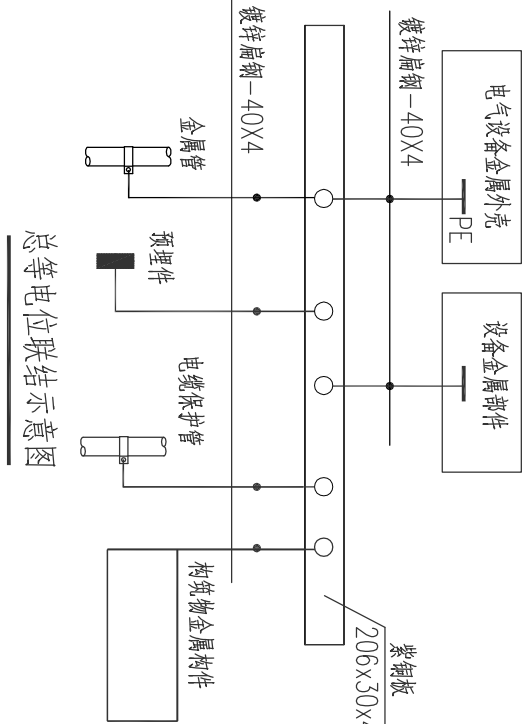 电气设备金属外壳
PE
设备金属部件
镀锌扁钢-40X4
紫铜板
206x30x4
镀锌扁钢-40X4
金属管
预埋件
电缆保护管
构筑物金属构件
总等电位联结示意图